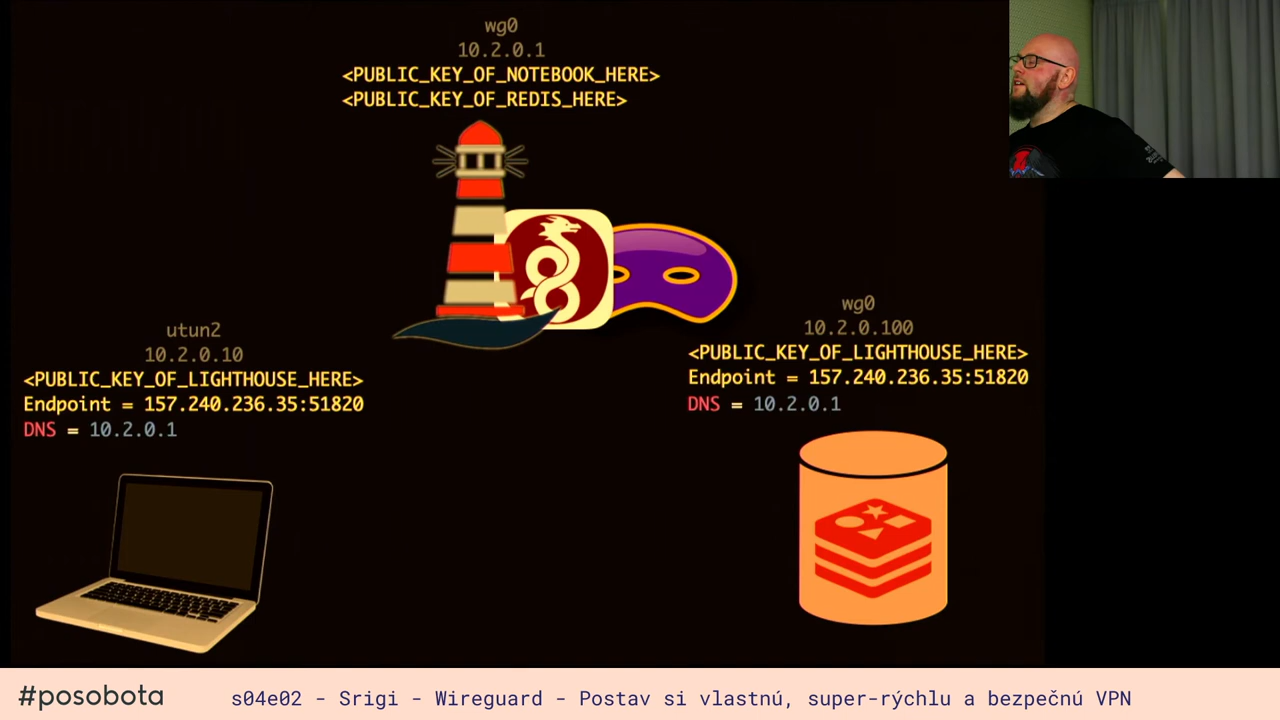 wg0
10.2.0.1
<PUBLIC_KEY_OF_NOTEBOOK_HERE>
<PUBLIC_KEY_OF_REDIS_HERE>
utun2
10.2.0.10
<PUBLIC_KEY_OF_LIGHTHOUSE_HERE>
Endpoint = 157.240.236.35:51820
DNS = 10.2.0.1
wg0
10.2.0.100
<PUBLIC_KEY_OF_LIGHTHOUSE_HERE>
Endpoint = 157.240.236.35:51820
DNS = 10.2.0.1
#posobota
s04e02 - Srigi - Wireguard - Postav si vlastnú, super-rýchlu a bezpečnú VPN